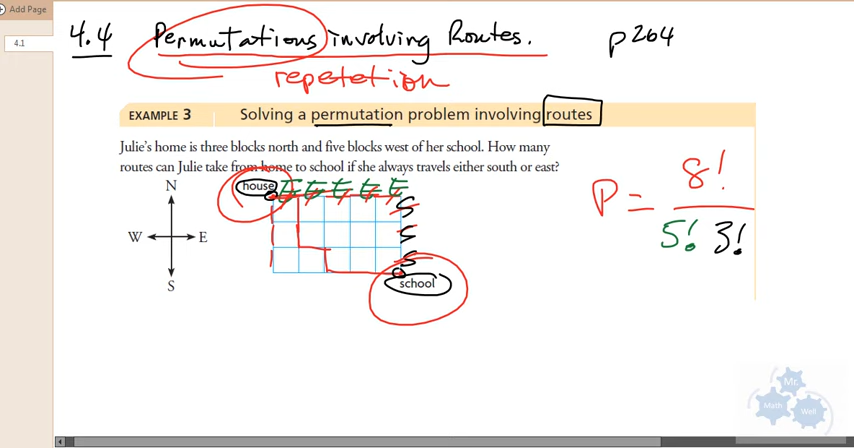 Add Page
4.1
4.4 Permutations involving Routes. p264
repetetion
EXAMPLE 3 Solving a permutation problem involving routes
Julie's home is three blocks north and five blocks west of her school. How many
routes can Julie take from home to school if she always travels either south or east?
N
W E
S
house E E E E E
S
S
S
school
P = 8!
5! 3!
Mr.
Math Well